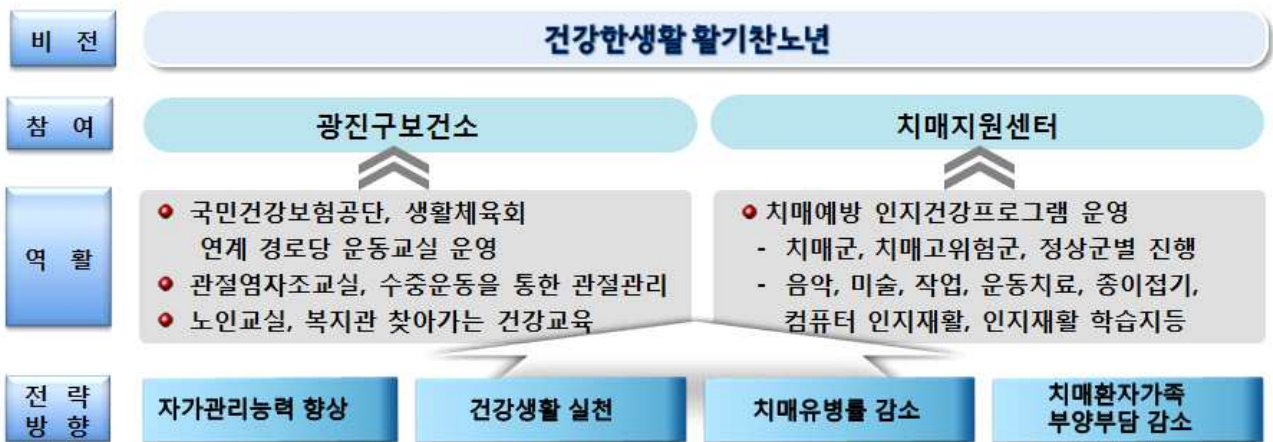 비 전
건강한생활 활기찬노년
참 여
광진구보건소
치매지원센터
역 활
● 국민건강보험공단, 생활체육회
연계 경로당 운동교실 운영
● 관절염자조교실, 수중운동을 통한 관절관리
● 노인교실, 복지관 찾아가는 건강교육
● 치매예방 인지건강프로그램 운영
- 치매군, 치매고위험군, 정상군별 진행
- 음악, 미술, 작업, 운동치료, 종이접기,
컴퓨터 인지재활, 인지재활 학습지등
전 략
방 향
자가관리능력 향상
건강생활 실천
치매유병률 감소
치매환자가족
부양부담 감소